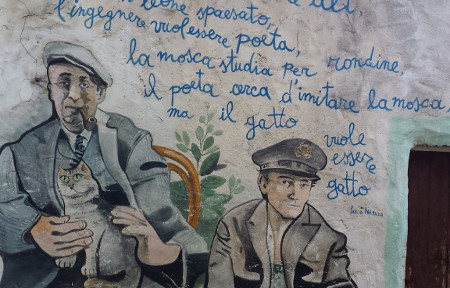 leone spaesato,
l'ingegnere vuol essere poeta,
la mosca studia per rondine,
il poeta cerca d'imitare la mosca,
ma il gatto
vuole
essere
gatto